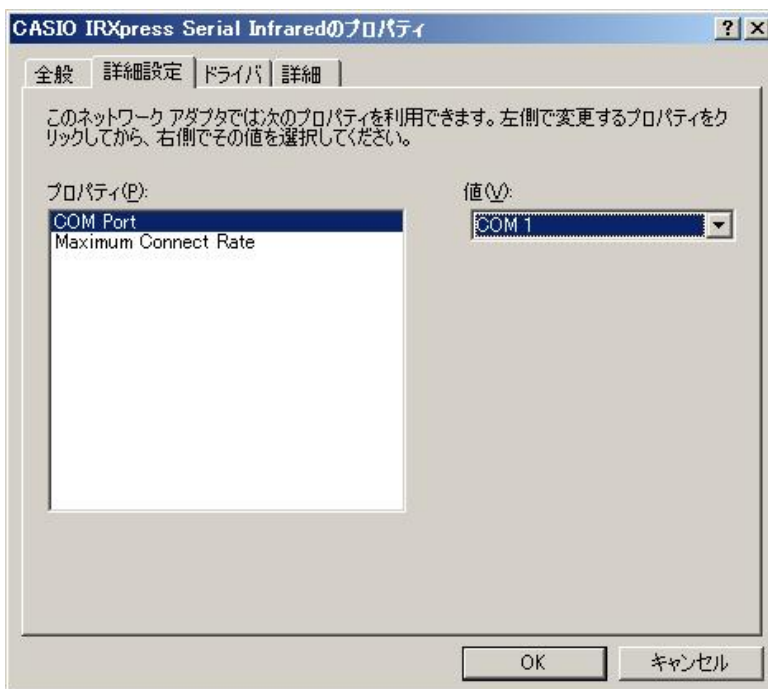 CASIO IRXpress Serial Infraredのプロパティ
全般 詳細設定 ドライバ 詳細
このネットワーク アダプタでは次のプロパティを利用できます。左側で変更するプロパティをク
リックしてから、右側でその値を選択してください。
プロパティ(P): 値(V):
COM Port COM 1
Maximum Connect Rate
OK キャンセル